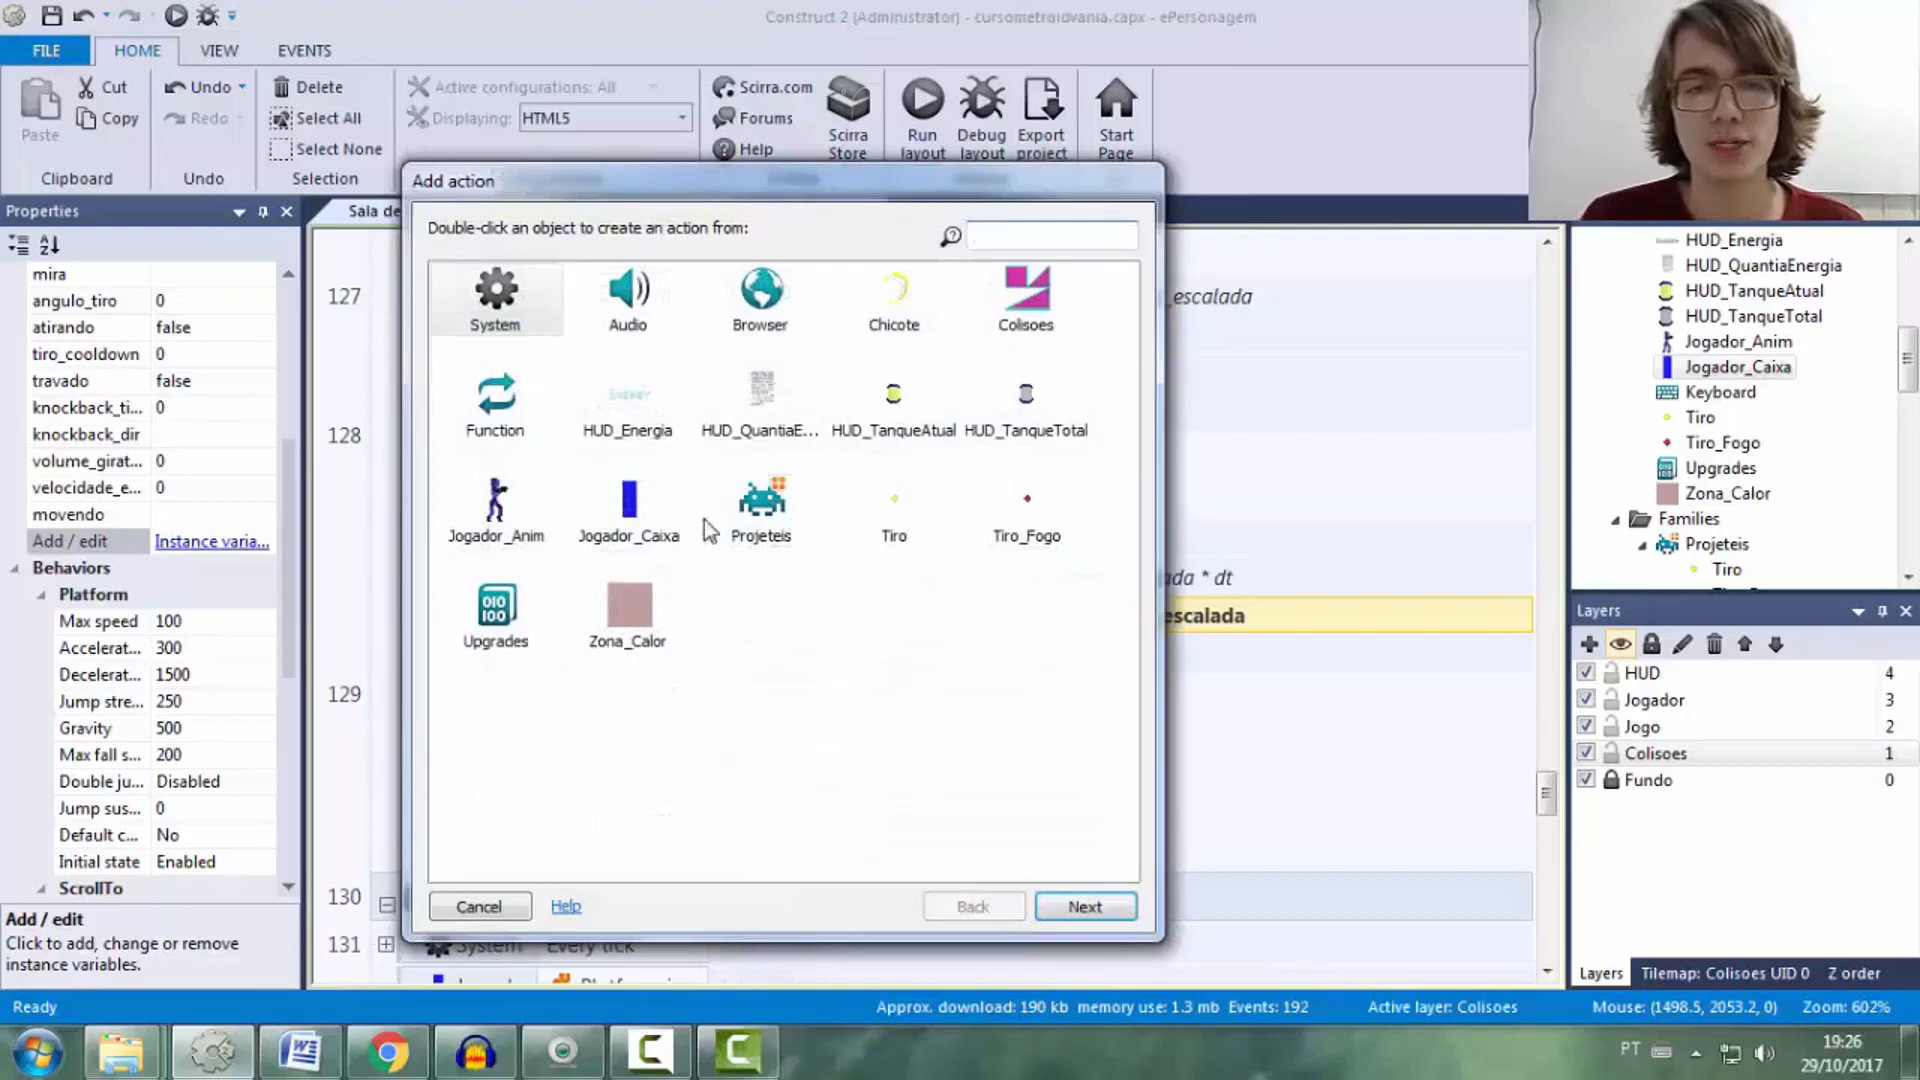 Construct 2 (Administrator) - cursometroidvania.capx - ePersonagem
FILE
HOME
VIEW
EVENTS
Paste
Cut
Copy
Clipboard
Undo
Redo
Undo
Delete
Select All
Select None
Selection
Active configurations: All
Displaying:
HTML5
Scirra.com
Forums
Help
Scirra
Store
Run
layout
Debug
layout
Export
project
Start
Page
Properties
mira
angulo_tiro 0
atirando false
tiro_cooldown 0
travado false
knockback_ti... 0
knockback_dir
volume_girat... 0
velocidade_e... 0
movendo
Add / edit Instance varia...
Behaviors
Platform
Max speed 100
Accelerat... 300
Decelerat... 1500
Jump stre... 250
Gravity 500
Max fall s... 200
Double ju... Disabled
Jump sus... 0
Default c... No
Initial state Enabled
ScrollTo
Add / edit
Click to add, change or remove
instance variables.
Sala de
127
128
129
130
131
_escalada
ada * dt
escalada
System
Every tick
Add action
Double-click an object to create an action from:
System
Audio
Browser
Chicote
Colisoes
Function
HUD_Energia
HUD_QuantiaE...
HUD_TanqueAtual
HUD_TanqueTotal
Jogador_Anim
Jogador_Caixa
Projeteis
Tiro
Tiro_Fogo
Upgrades
Zona_Calor
Cancel
Help
Back
Next
HUD_Energia
HUD_QuantiaEnergia
HUD_TanqueAtual
HUD_TanqueTotal
Jogador_Anim
Jogador_Caixa
Keyboard
Tiro
Tiro_Fogo
Upgrades
Zona_Calor
Families
Projeteis
Tiro
Layers
HUD 4
Jogador 3
Jogo 2
Colisoes 1
Fundo 0
Layers
Tilemap: Colisoes UID 0
Z order
Ready
Approx. download: 190 kb
memory use: 1.3 mb
Events: 192
Active layer: Colisoes
Mouse: (1498.5, 2053.2, 0)
Zoom: 602%
PT
19:26
29/10/2017